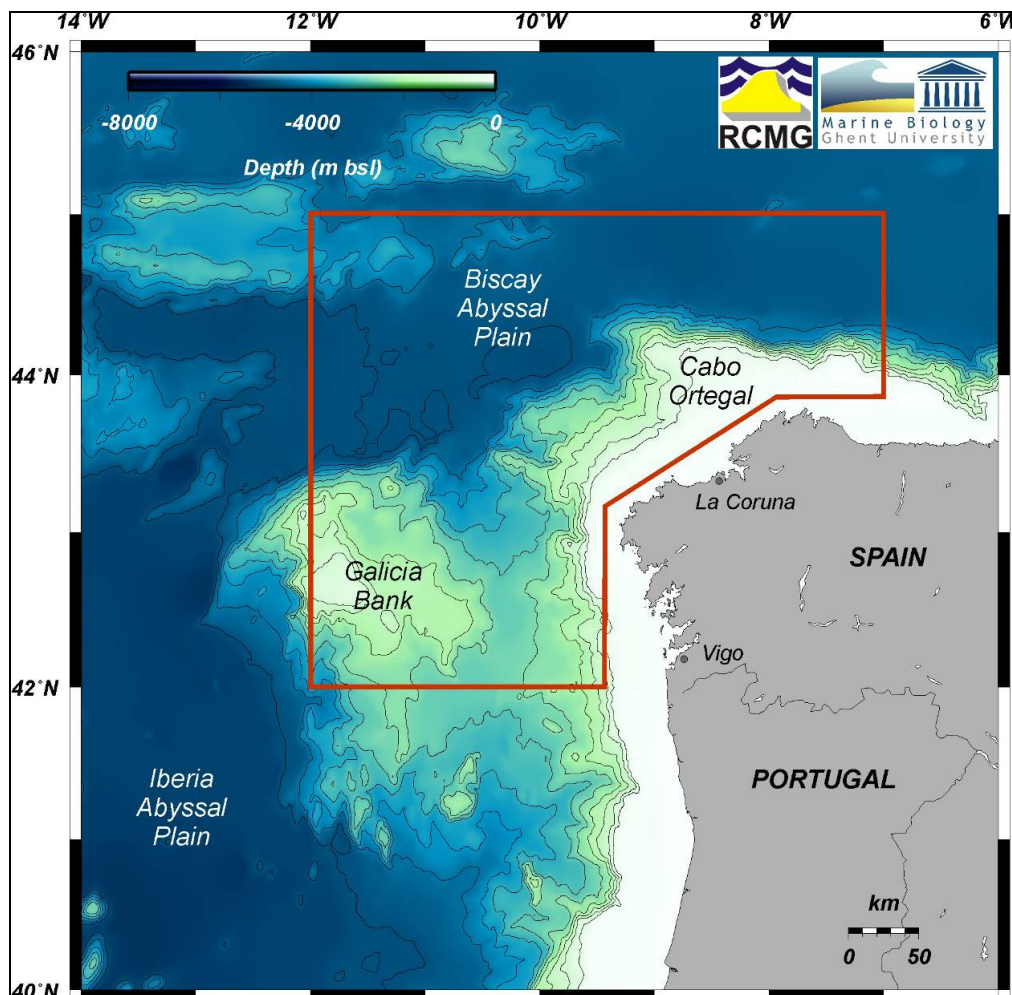 14°W 12°W 10°W 8°W 6°W
46°N
-8000 -4000 0
Depth (m bsl)
RCMG
Marine Biology
Ghent University
Biscay
Abyssal
Plain
44°N
Cabo
Ortegal
La Coruna
Galicia
Bank
SPAIN
Vigo
42°N
Iberia
Abyssal
Plain
PORTUGAL
km
0 50
40°N